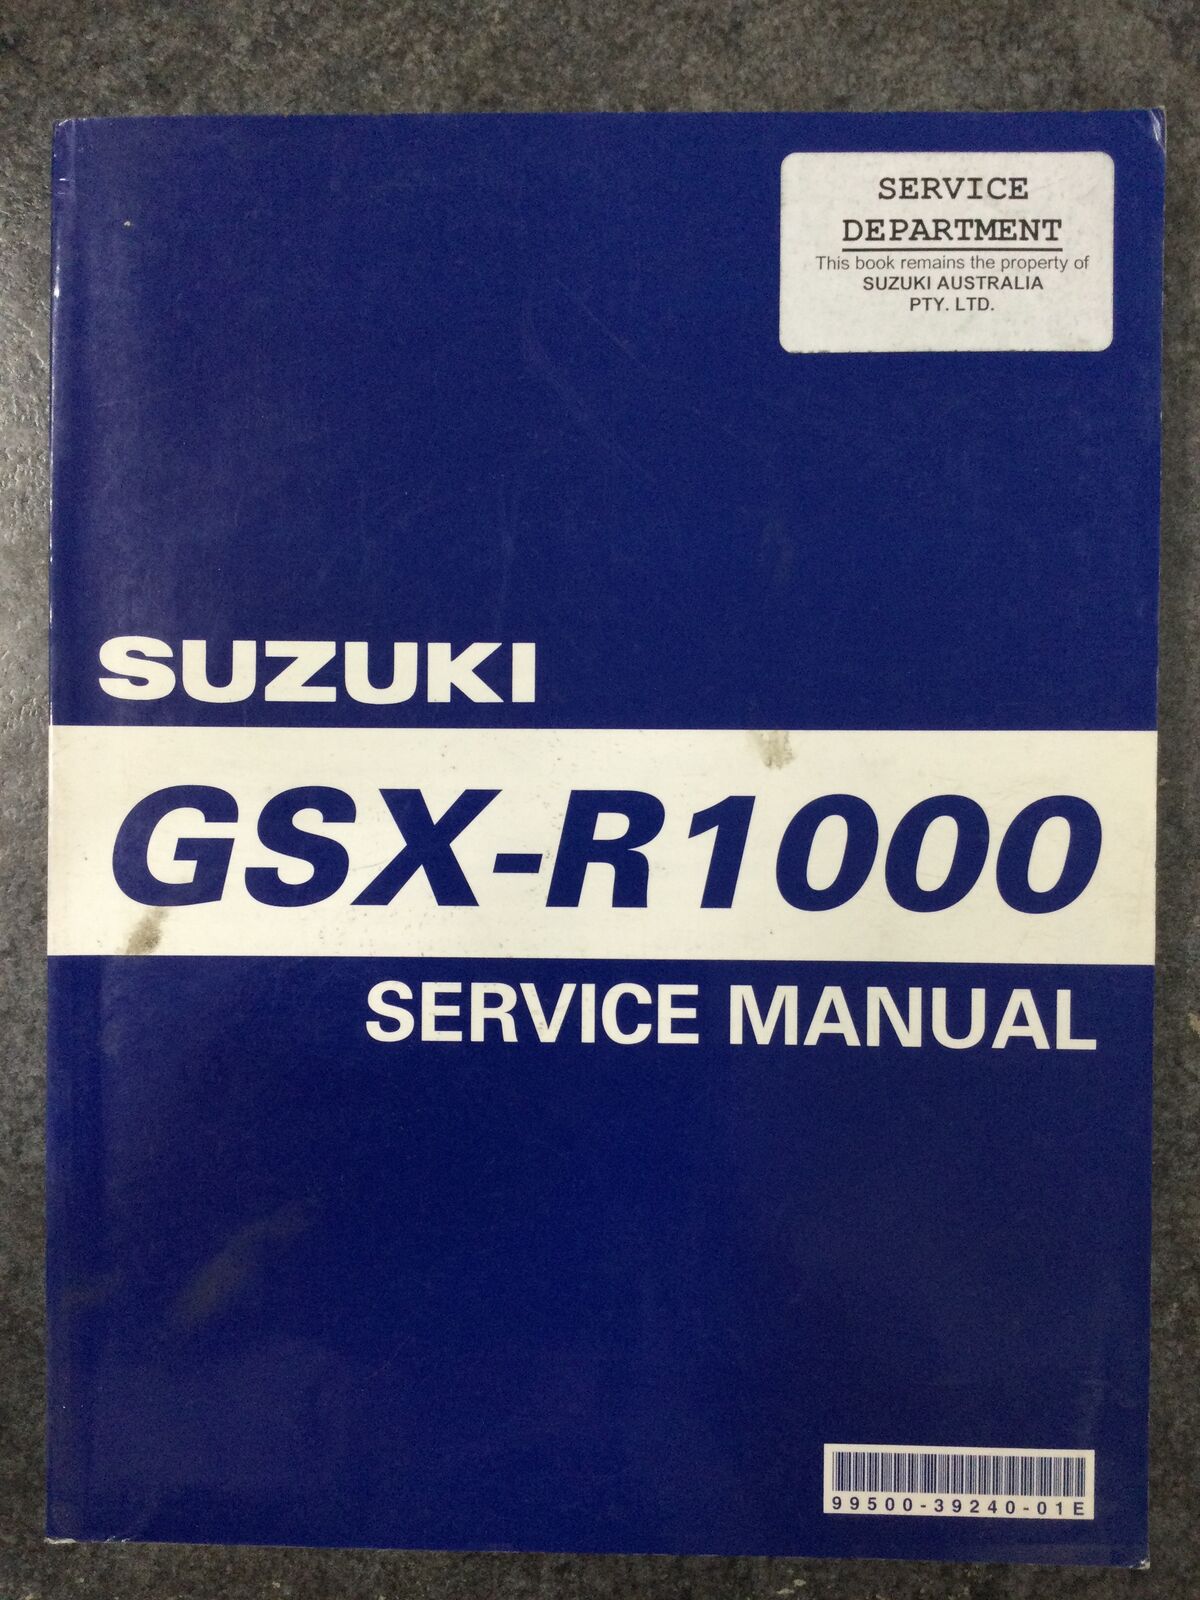 SERVICE
DEPARTMENT
This book remains the property of
SUZUKI AUSTRALIA
PTY. LTD.
SUZUKI
GSX-R1000
SERVICE MANUAL
99500-39240-01E